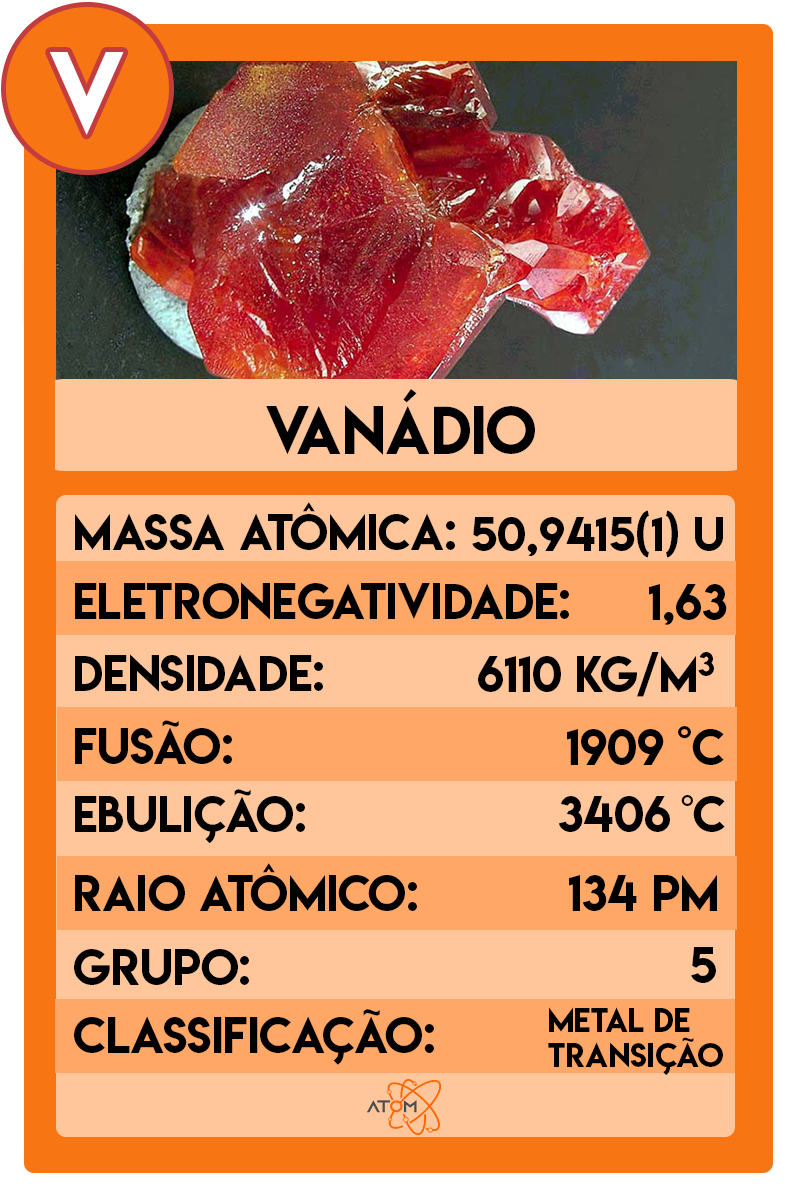 V
VANÁDIO
MASSA ATÔMICA: 50,9415(1) U
ELETRONEGATIVIDADE: 1,63
DENSIDADE: 6110 KG/M³
FUSÃO: 1909 °C
EBULIÇÃO: 3406 °C
RAIO ATÔMICO: 134 PM
GRUPO: 5
CLASSIFICAÇÃO: METAL DE
TRANSIÇÃO
ATOM